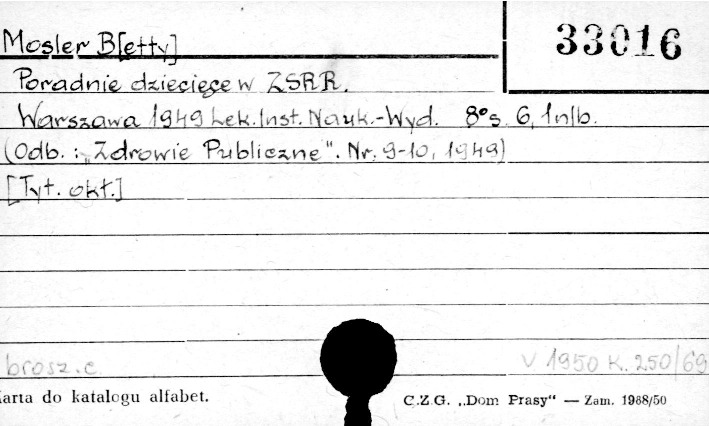 33016
Mosler B[etty]
Poradnie dziecięce w ZSRR.
Warszawa 1949 Lek. Inst. Nauk.-Wyd. 8° s. 6, 1 nlb.
(Odb.: „Zdrowie Publiczne". Nr. 9-10, 1949)
[Tyt. okł.]
brosz. c. V 1950 K. 250/69
Karta do katalogu alfabet. C.Z.G. „Dom Prasy" — Zam. 1968/50